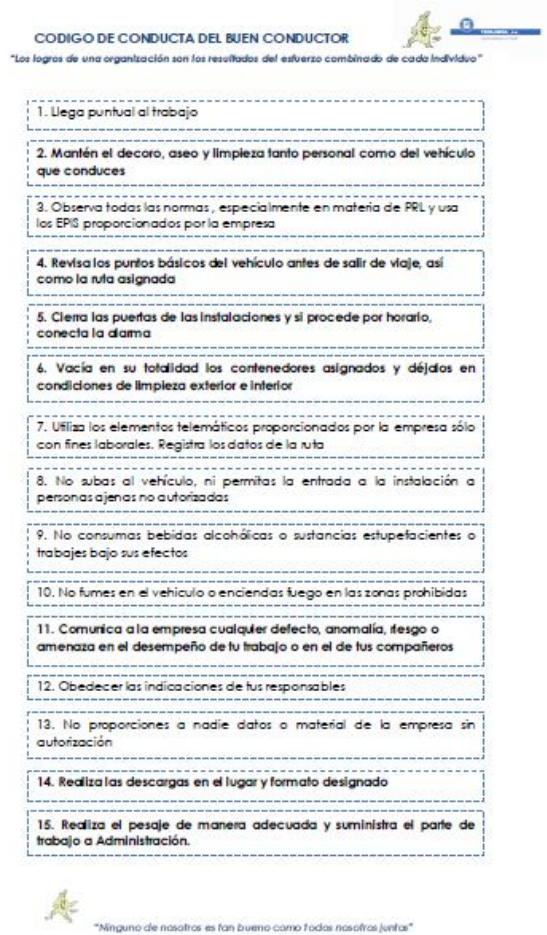 CODIGO DE CONDUCTA DEL BUEN CONDUCTOR
"Los logros de una organización son los resultados del esfuerzo combinado de cada individuo"
1. Llega puntual al trabajo
2. Mantén el decoro, aseo y limpieza tanto personal como del vehículo
que conduces
3. Observa todas las normas , especialmente en materia de PRL y usa
los EPIS proporcionados por la empresa
4. Revisa los puntos básicos del vehículo antes de salir de viaje, así
como la ruta asignada
5. Cierra las puertas de las instalaciones y si procede por horario,
conecta la alarma
6. Vacía en su totalidad los contenedores asignados y déjalos en
condiciones de limpieza exterior e interior
7. Utiliza los elementos telemáticos proporcionados por la empresa sólo
con fines laborales. Registra los datos de la ruta
8. No subas al vehículo, ni permitas la entrada a la instalación a
personas ajenas no autorizadas
9. No consumas bebidas alcohólicas o sustancias estupefacientes o
trabajes bajo sus efectos
10. No fumes en el vehiculo o enciendas fuego en las zonas prohibidas
11. Comunica a la empresa cualquier defecto, anomalía, riesgo o
amenaza en el desempeño de tu trabajo o en el de tus compañeros
12. Obedecer las indicaciones de tus responsables
13. No proporciones a nadie datos o material de la empresa sin
autorización
14. Realiza las descargas en el lugar y formato designado
15. Realiza el pesaje de manera adecuada y suministra el parte de
trabajo a Administración.
"Ninguno de nosotros es tan bueno como todos nosotros juntos"